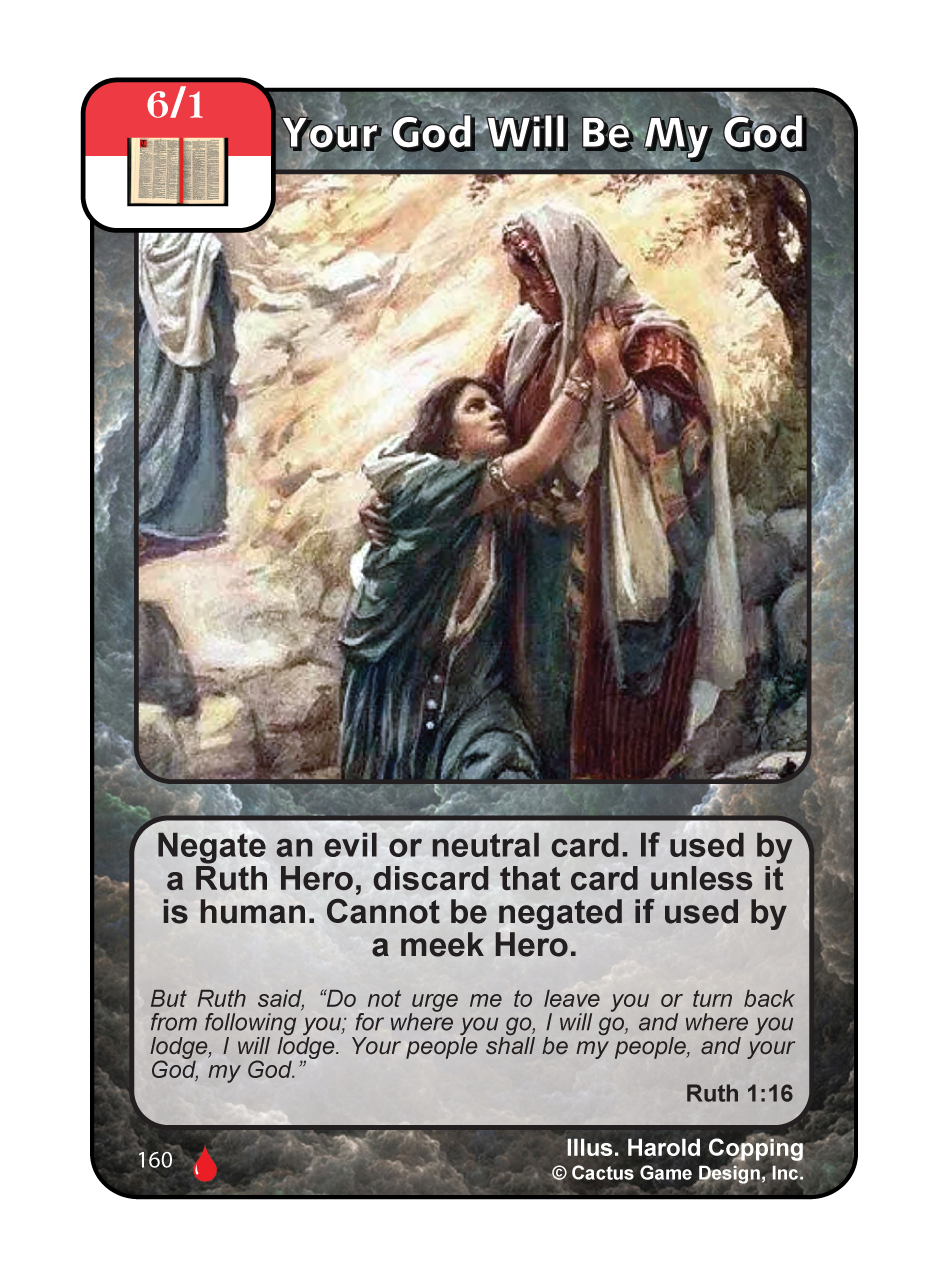 6/1
Your God Will Be My God
Negate an evil or neutral card. If used by
a Ruth Hero, discard that card unless it
is human. Cannot be negated if used by
a meek Hero.
But Ruth said, “Do not urge me to leave you or turn back
from following you; for where you go, I will go, and where you
lodge, I will lodge. Your people shall be my people, and your
God, my God.”
Ruth 1:16
160
Illus. Harold Copping
© Cactus Game Design, Inc.